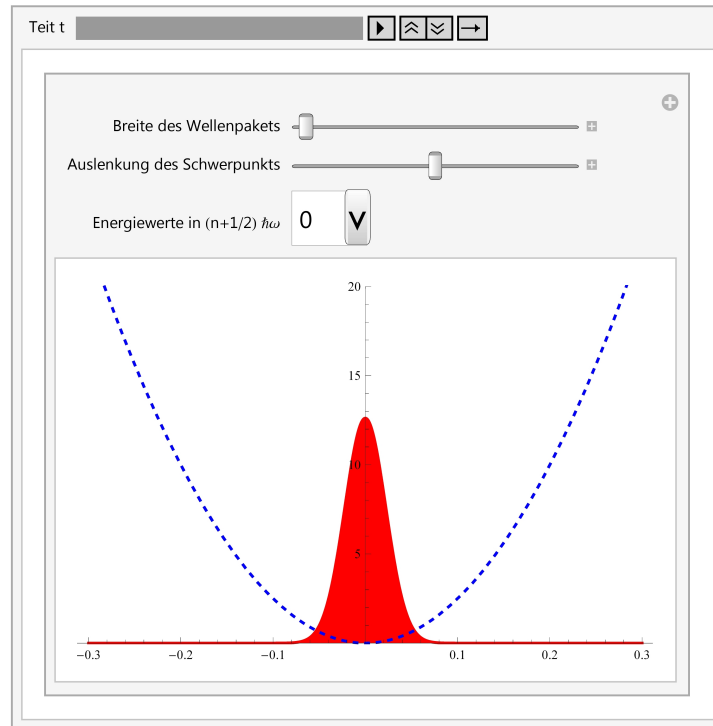 Teit t
Breite des Wellenpakets
Auslenkung des Schwerpunkts
Energiewerte in (n+1/2) ℏω 0
20
15
10
5
−0.3 −0.2 −0.1 0.1 0.2 0.3